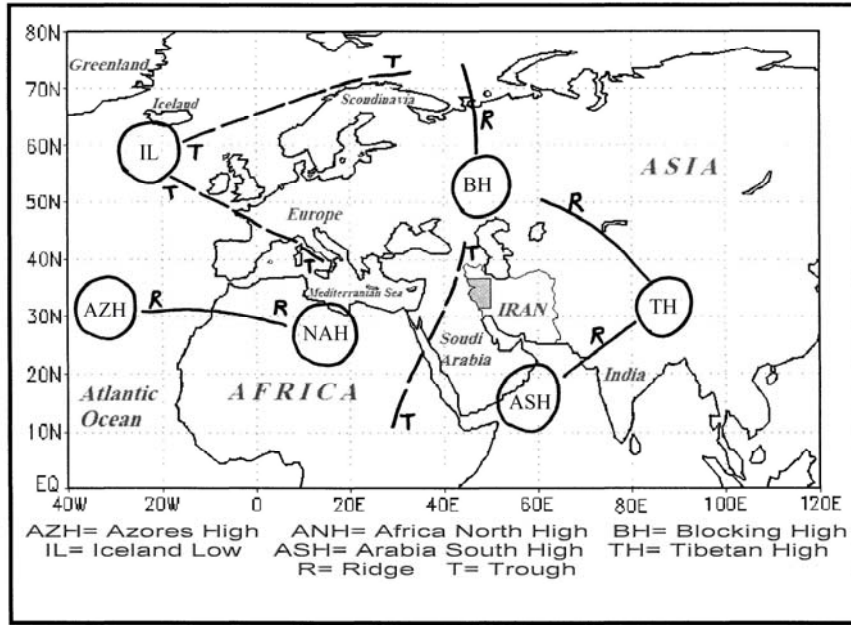 80N
Greenland
T
70N
Iceland
Scondinavia
R
60N
IL
T
ASIA
BH
T
R
50N
Europe
T
40N
T
Mediterranean Sea
IRAN
TH
AZH
R
R
30N
NAH
Soudi
Arabia
R
20N
India
Atlantic
Ocean
AFRICA
ASH
T
10N
EQ
40W 20W 0 20E 40E 60E 80E 100E 120E
AZH= Azores High ANH= Africa North High BH= Blocking High
IL= Iceland Low ASH= Arabia South High TH= Tibetan High
R= Ridge T= Trough